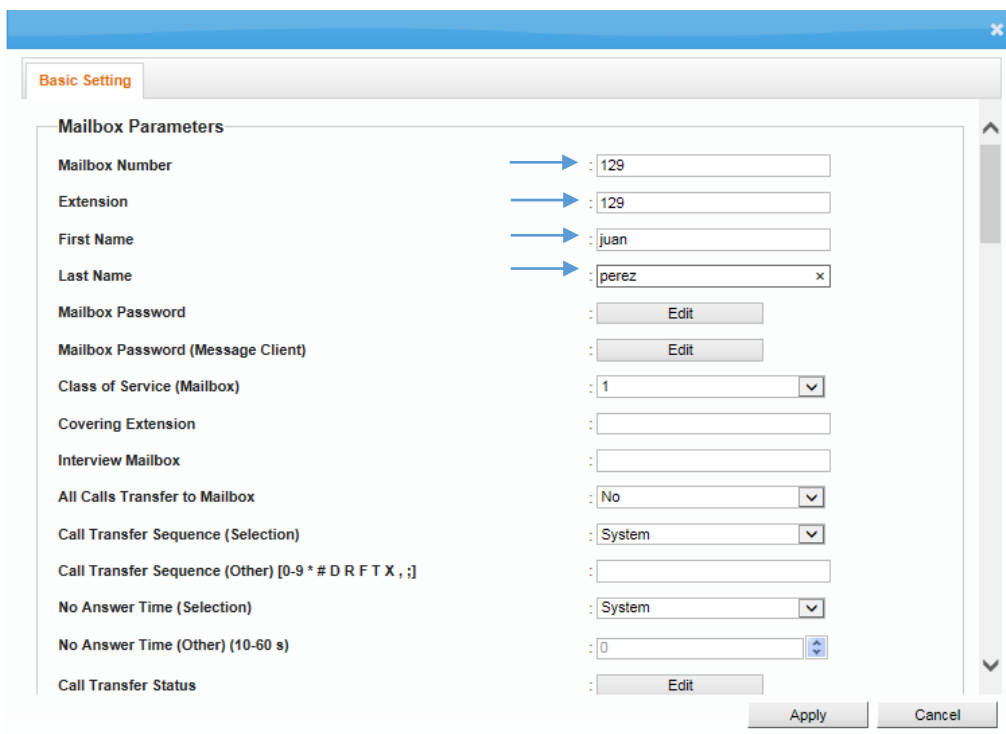 Basic Setting
Mailbox Parameters
Mailbox Number : 129
Extension : 129
First Name : juan
Last Name : perez ×
Mailbox Password : Edit
Mailbox Password (Message Client) : Edit
Class of Service (Mailbox) : 1
Covering Extension :
Interview Mailbox :
All Calls Transfer to Mailbox : No
Call Transfer Sequence (Selection) : System
Call Transfer Sequence (Other) [0-9 * # D R F T X , ;] :
No Answer Time (Selection) : System
No Answer Time (Other) (10-60 s) : 0
Call Transfer Status : Edit
Apply Cancel